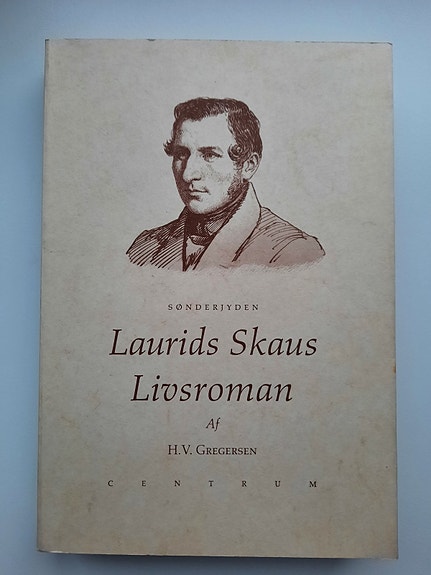 SØNDERJYDEN
Laurids Skaus
Livsroman
Af
H.V. GREGERSEN
CENTRUM